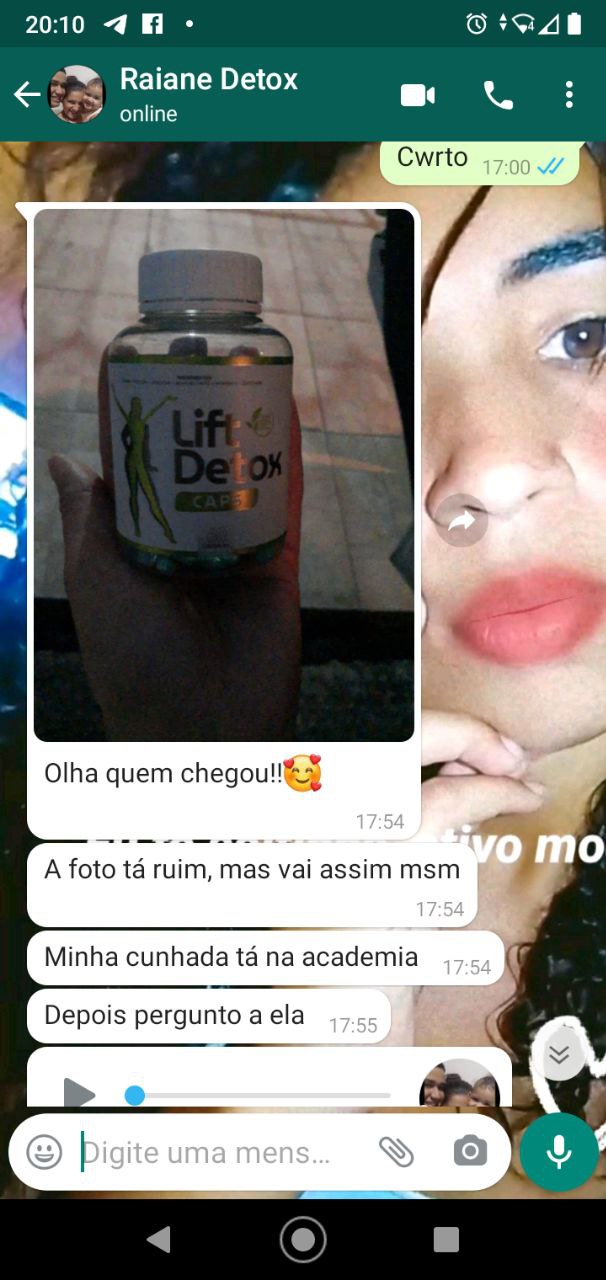 20:10
Raiane Detox
online
Cwrto 17:00
Lift
Detox
CAPS
Olha quem chegou!!🥰
17:54
A foto tá ruim, mas vai assim msm
17:54
Minha cunhada tá na academia 17:54
Depois pergunto a ela 17:55
Digite uma mens...